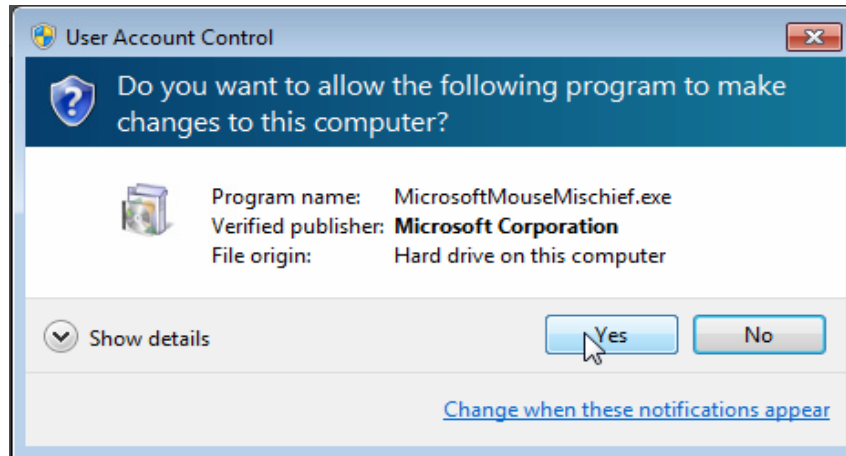 User Account Control
Do you want to allow the following program to make
changes to this computer?
Program name: MicrosoftMouseMischief.exe
Verified publisher: Microsoft Corporation
File origin: Hard drive on this computer
Show details
Yes
No
Change when these notifications appear